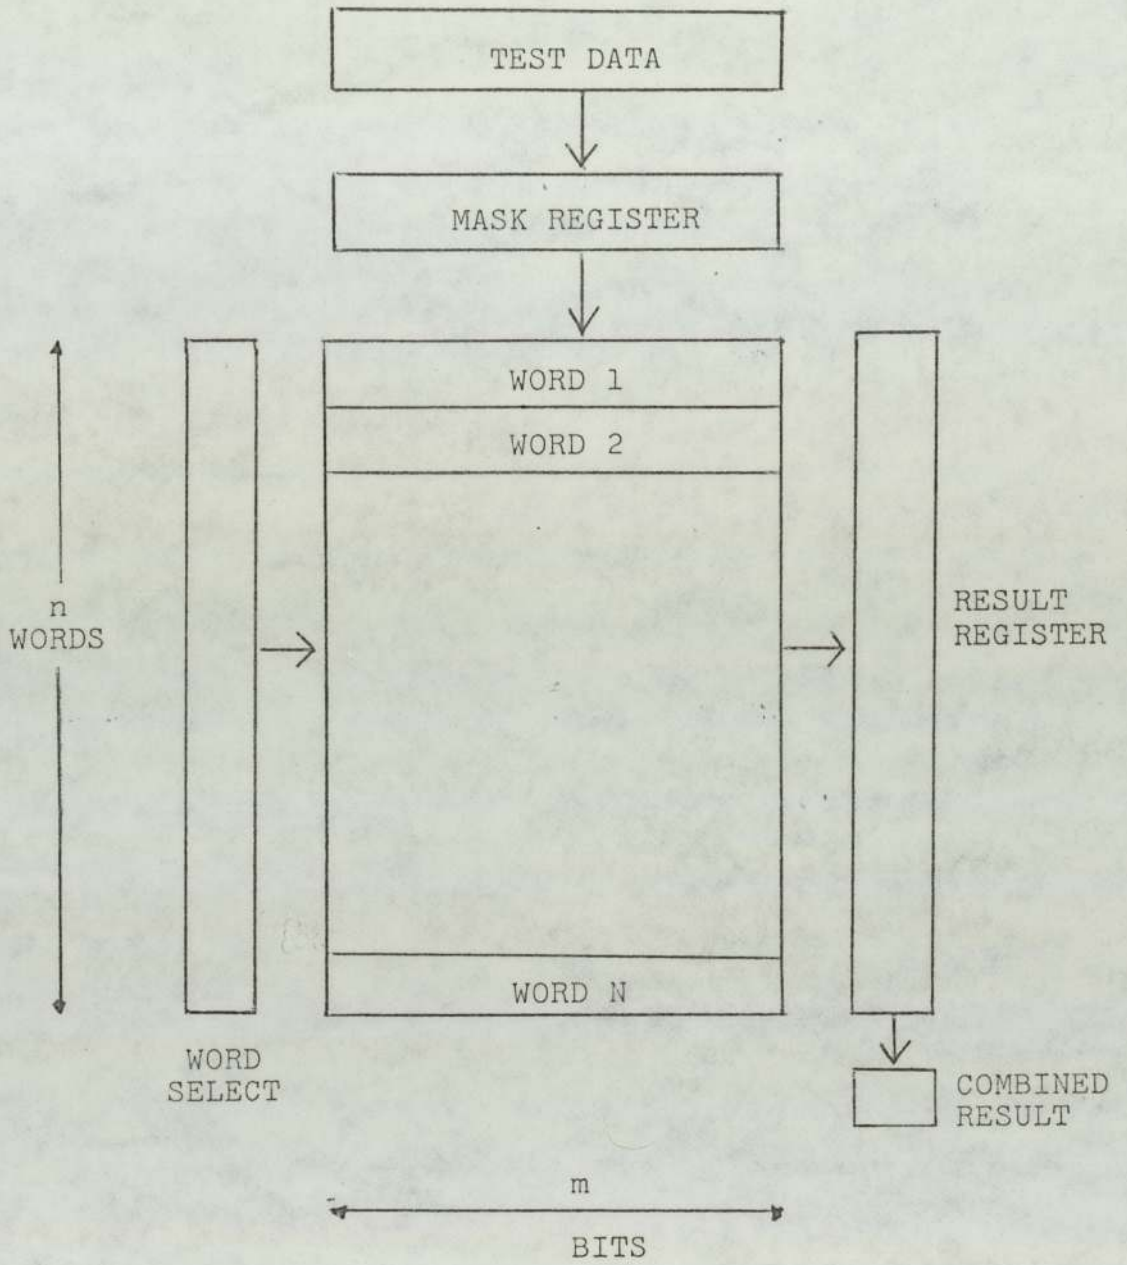 TEST DATA
MASK REGISTER
WORD 1
WORD 2
n
WORDS
RESULT
REGISTER
WORD N
WORD
SELECT
COMBINED
RESULT
m
BITS